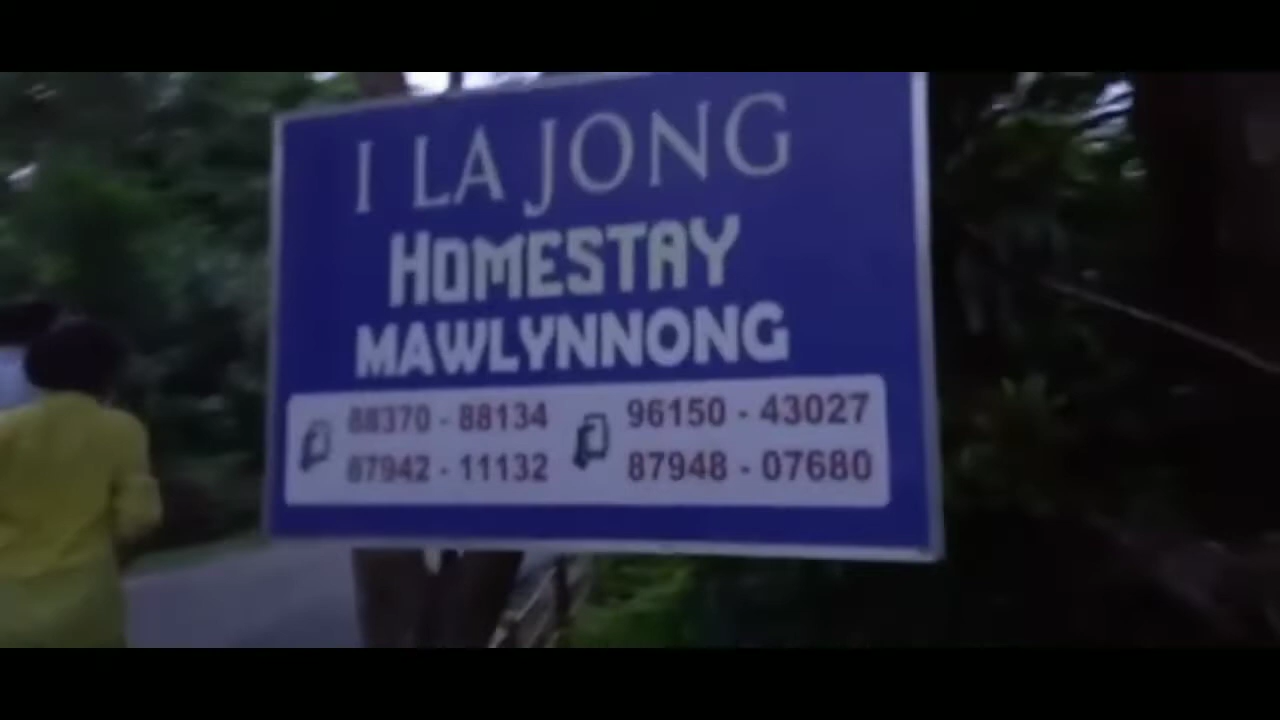 I LA JONG
HOMESTAY
MAWLYNNONG
88370 - 88134 96150 - 43027
87942 - 11132 87948 - 07680